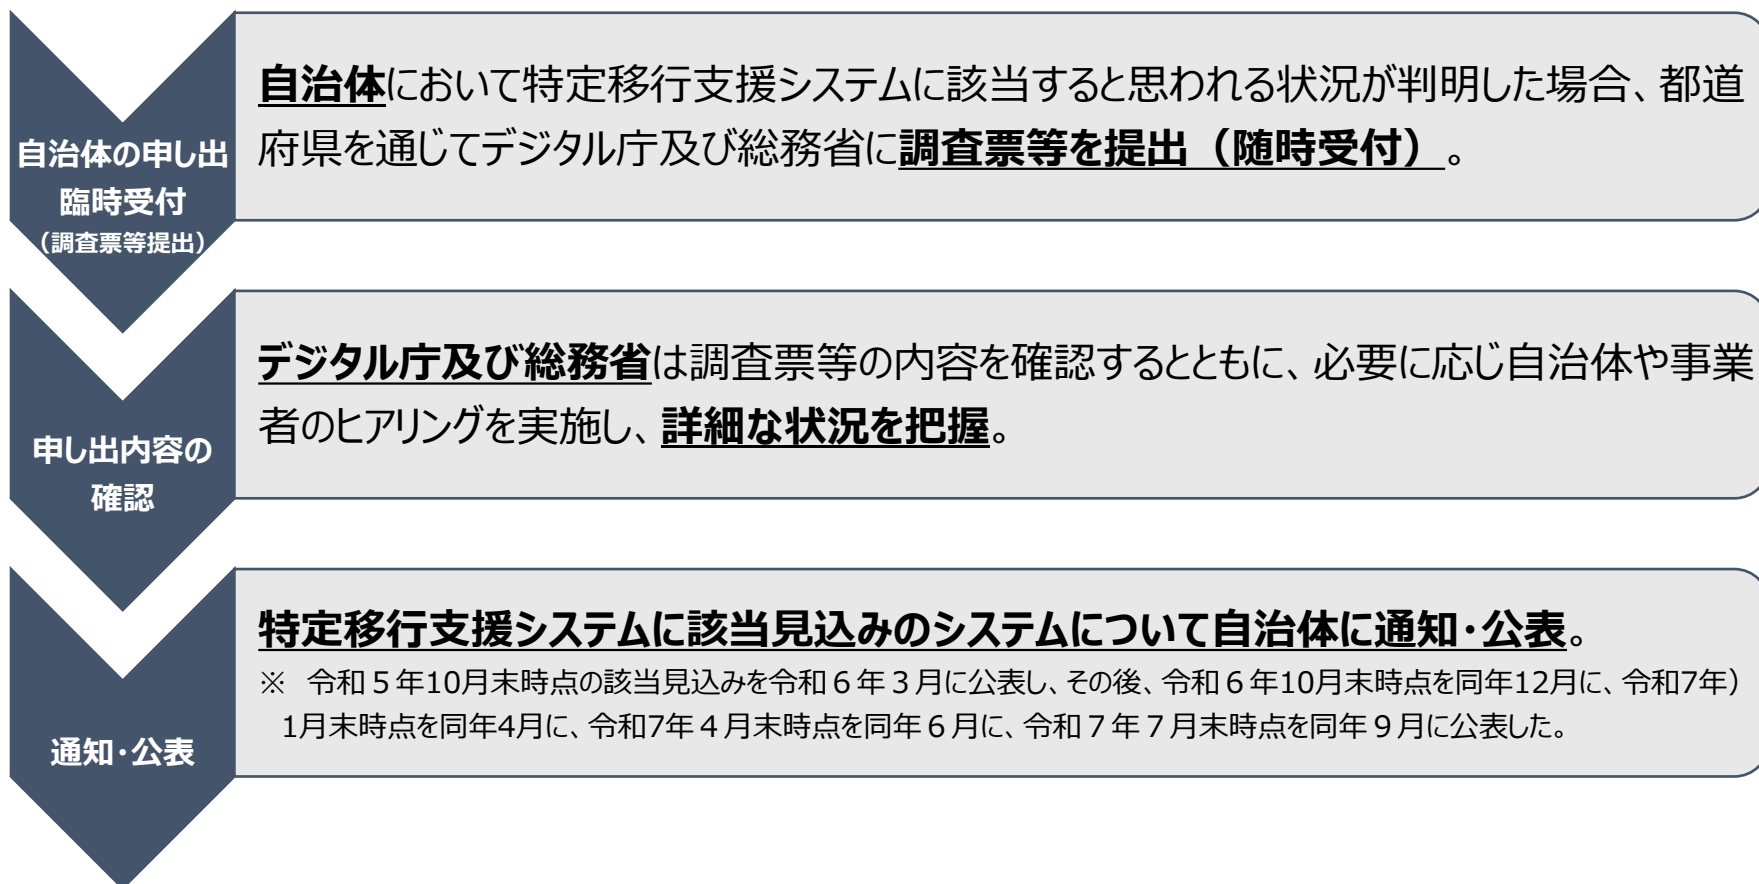 自治体の申し出
臨時受付
（調査票等提出）
自治体において特定移行支援システムに該当すると思われる状況が判明した場合、都道
府県を通じてデジタル庁及び総務省に調査票等を提出（随時受付）。
申し出内容の
確認
デジタル庁及び総務省は調査票等の内容を確認するとともに、必要に応じ自治体や事業
者のヒアリングを実施し、詳細な状況を把握。
通知・公表
特定移行支援システムに該当見込みのシステムについて自治体に通知・公表。
※　令和５年10月末時点の該当見込みを令和６年３月に公表し、その後、令和６年10月末時点を同年12月に、令和7年）
1月末時点を同年4月に、令和7年４月末時点を同年６月に、令和７年７月末時点を同年９月に公表した。